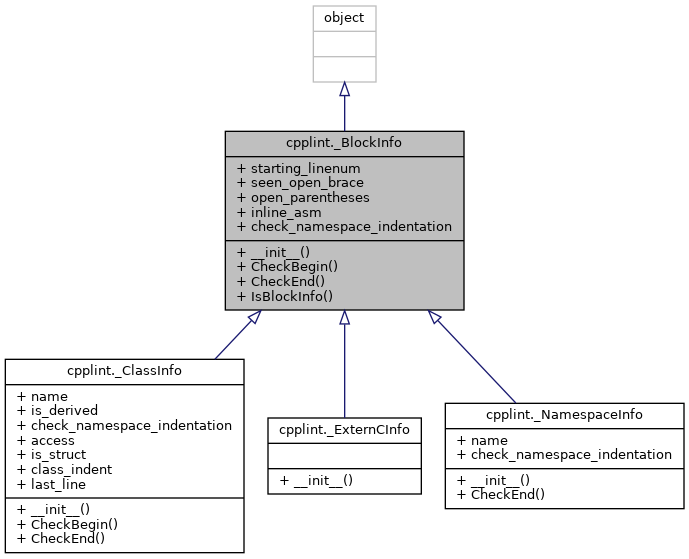 object
cpplint._BlockInfo
+ starting_linenum
+ seen_open_brace
+ open_parentheses
+ inline_asm
+ check_namespace_indentation
+ __init__()
+ CheckBegin()
+ CheckEnd()
+ IsBlockInfo()
cpplint._ClassInfo
+ name
+ is_derived
+ check_namespace_indentation
+ access
+ is_struct
+ class_indent
+ last_line
+ __init__()
+ CheckBegin()
+ CheckEnd()
cpplint._ExternCInfo
+ __init__()
cpplint._NamespaceInfo
+ name
+ check_namespace_indentation
+ __init__()
+ CheckEnd()